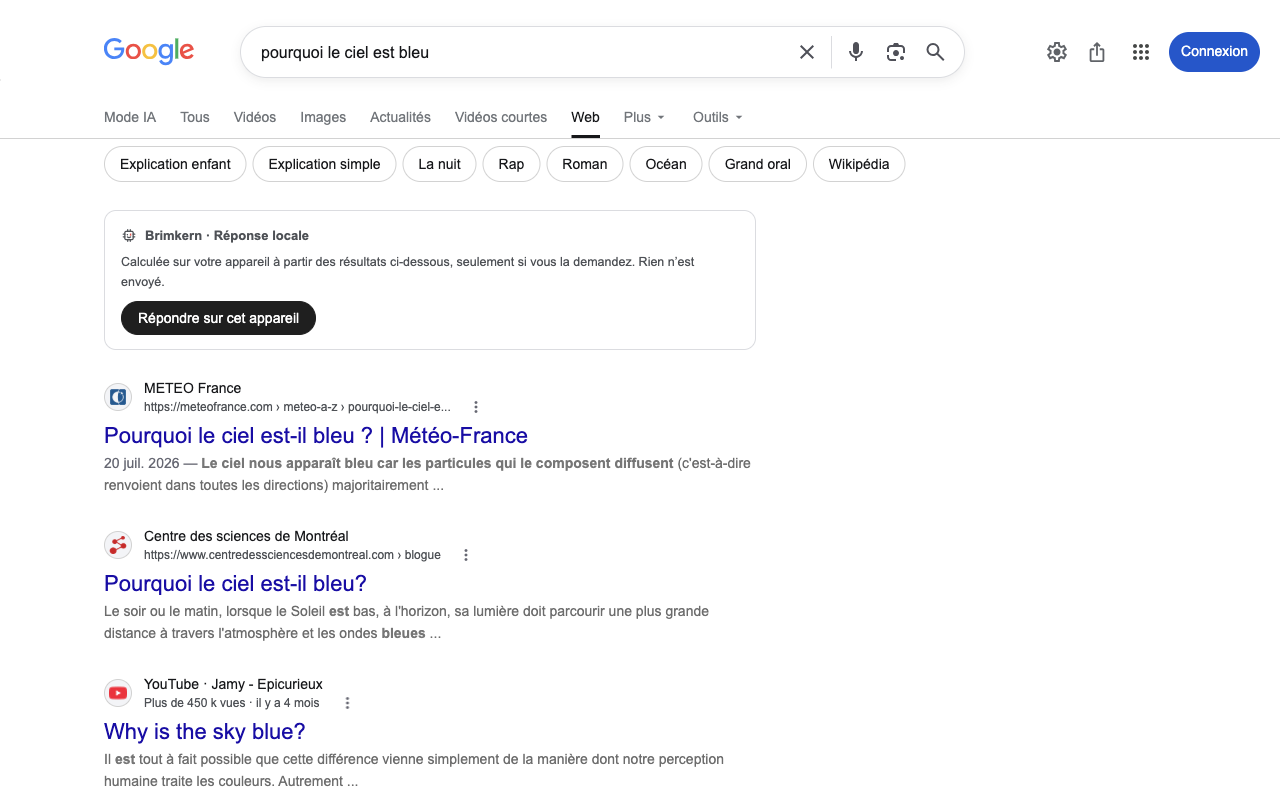 Google
pourquoi le ciel est bleu
Connexion
Mode IA Tous Vidéos Images Actualités Vidéos courtes Web Plus Outils
Explication enfant Explication simple La nuit Rap Roman Océan Grand oral Wikipédia
Brimkern · Réponse locale
Calculée sur votre appareil à partir des résultats ci-dessous, seulement si vous la demandez. Rien n’est
envoyé.
Répondre sur cet appareil
METEO France
https://meteofrance.com › meteo-a-z › pourquoi-le-ciel-e...
Pourquoi le ciel est-il bleu ? | Météo-France
20 juil. 2026 — Le ciel nous apparaît bleu car les particules qui le composent diffusent (c'est-à-dire
renvoient dans toutes les directions) majoritairement ...
Centre des sciences de Montréal
https://www.centredessciencesdemontreal.com › blogue
Pourquoi le ciel est-il bleu?
Le soir ou le matin, lorsque le Soleil est bas, à l'horizon, sa lumière doit parcourir une plus grande
distance à travers l'atmosphère et les ondes bleues ...
YouTube · Jamy - Epicurieux
Plus de 450 k vues · il y a 4 mois
Why is the sky blue?
Il est tout à fait possible que cette différence vienne simplement de la manière dont notre perception
humaine traite les couleurs. Autrement ...